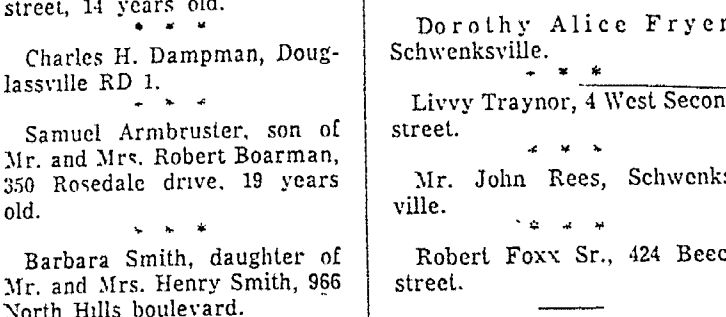 street, 14 years old.
* * *
Charles H. Dampman, Doug-
lassville RD 1.
* * *
Samuel Armbruster, son of
Mr. and Mrs. Robert Boarman,
350 Rosedale drive, 19 years
old.
* * *
Barbara Smith, daughter of
Mr. and Mrs. Henry Smith, 966
North Hills boulevard.
Dorothy Alice Fryer
Schwenksville.
* * *
Livvy Traynor, 4 West Secon
street.
* * *
Mr. John Rees, Schwenks
ville.
* * *
Robert Foxx Sr., 424 Beec
street.